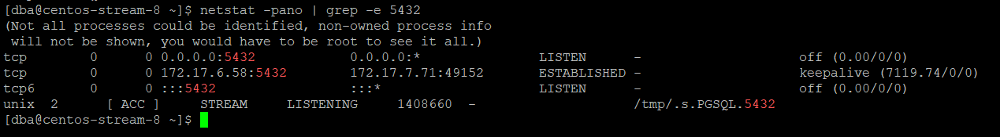 [dba@centos-stream-8 ~]$ netstat -pano | grep -e 5432
(Not all processes could be identified, non-owned process info
 will not be shown, you would have to be root to see it all.)
tcp        0      0 0.0.0.0:5432            0.0.0.0:*               LISTEN      -                    off (0.00/0/0)
tcp        0      0 172.17.6.58:5432        172.17.7.71:49152       ESTABLISHED -                    keepalive (7119.74/0/0)
tcp6       0      0 :::5432                 :::*                    LISTEN      -                    off (0.00/0/0)
unix  2      [ ACC ]     STREAM     LISTENING     1408660  -                    /tmp/.s.PGSQL.5432
[dba@centos-stream-8 ~]$